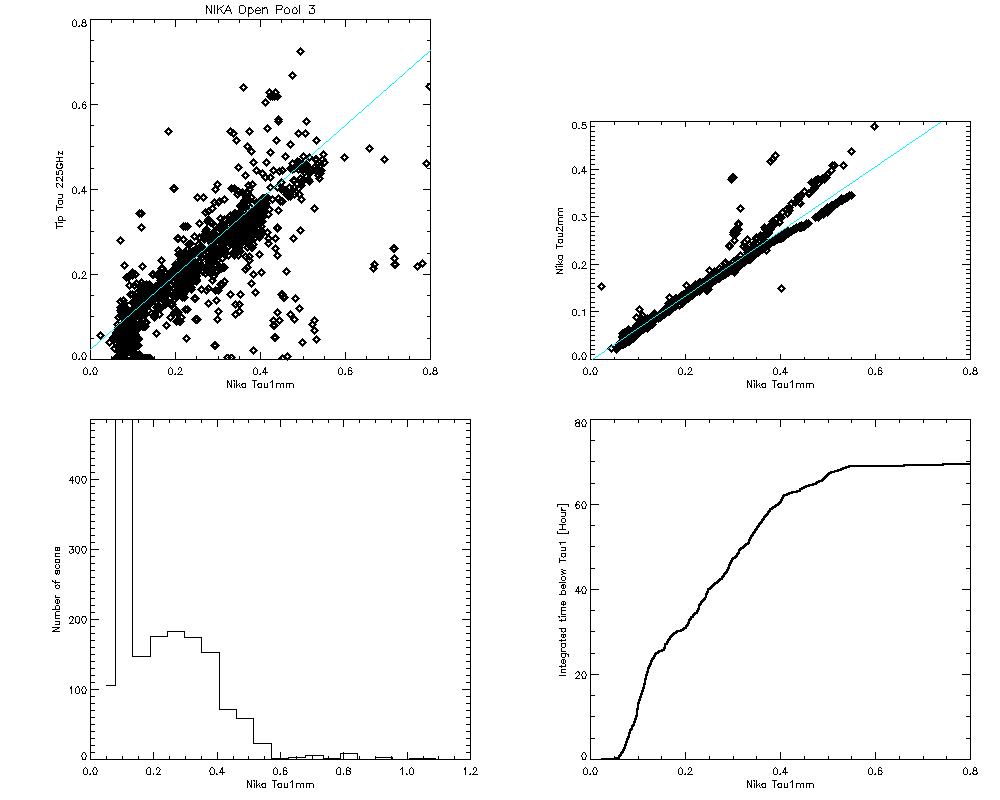 NIKA Open Pool 3
0.8
0.6
0.4
0.2
0.0
Tip Tau 225GHz
0.0 0.2 0.4 0.6 0.8
Nika Tau1mm
0.5
0.4
0.3
0.2
0.1
0.0
Nika Tau2mm
0.0 0.2 0.4 0.6 0.8
Nika Tau1mm
400
300
200
100
0
Number of scans
0.0 0.2 0.4 0.6 0.8 1.0 1.2
Nika Tau1mm
80
60
40
20
0
Integrated time below Tau1 [Hour]
0.0 0.2 0.4 0.6 0.8
Nika Tau1mm